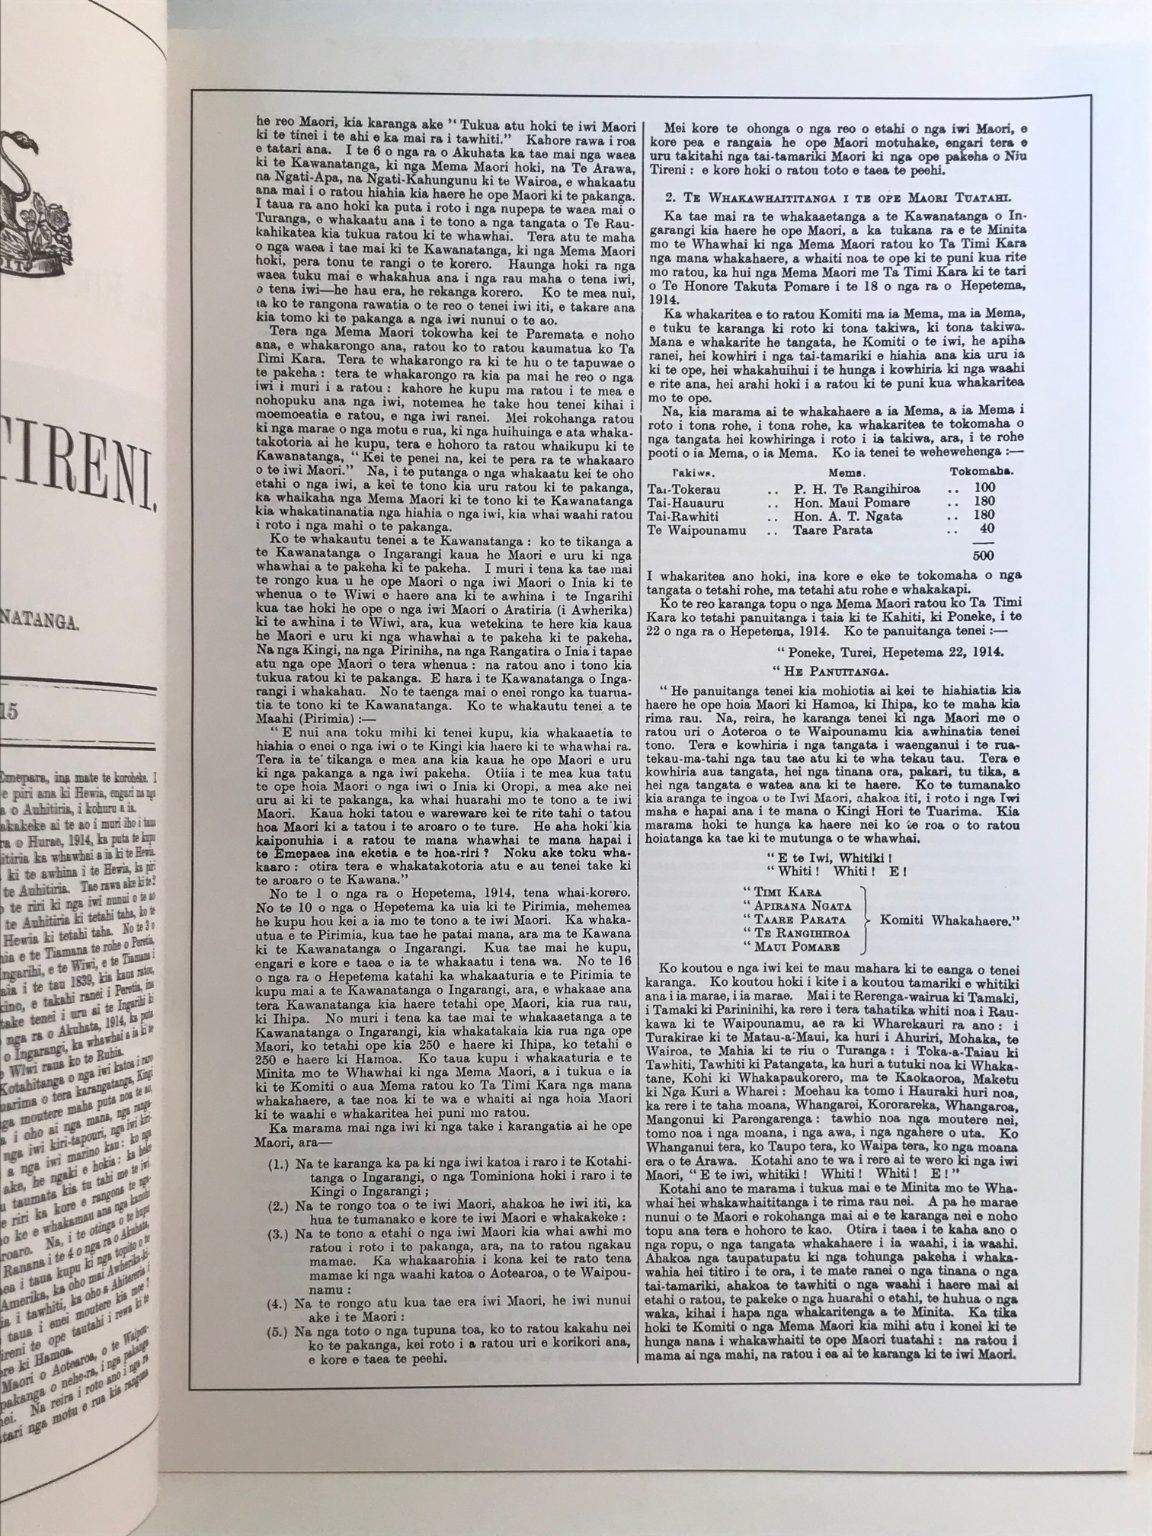 TIRENI.
NATANGA.
15
he reo Maori, kia karanga ake “Tukua atu hoki te iwi Maori
ki te tinei i te ahi e ka mai ra i tawhiti.” Kahore rawa i roa
e tatari ana. I te 6 o nga ra o Akuhata ka tae mai nga waea
ki te Kawanatanga, ki nga Mema Maori hoki, na Te Arawa,
na Ngati-Apa, na Ngati-Kahungunu ki te Wairoa, e whakaatu
ana mai i o ratou hiahia kia haere he ope Maori ki te pakanga.
I taua ra ano hoki ka puta i roto i nga nupepa te waea mai o
Turanga, e whakaatu ana i te tono a nga tangata o Te Rau-
kahikatea kia tukua ratou ki te whawhai. Tera atu te maha
o nga waea i tae mai ki te Kawanatanga, ki nga Mema Maori
hoki, pera tonu te rangi o te korero. Haunga hoki ra nga
waea tuku mai e whakahua ana i nga rau maha o tena iwi,
o tena iwi—he hau era, he rekanga korero. Ko te mea nui,
ia ko te rangona rawatia o te reo o tenei iwi iti, e takare ana
kia tomo ki te pakanga a nga iwi nunui o te ao.
Tera nga Mema Maori tokowha kei te Paremata e noho
ana, e whakarongo ana, ratou ko to ratou kaumatua ko Ta
Timi Kara. Tera te whakarongo ra ki te hu o te tapuwae o
te pakeha : tera te whakarongo ra kia pa mai he reo o nga
iwi i muri i a ratou : kahore he kupu ma ratou i te mea e
nohopuku ana nga iwi, notemea he take hou tenei kihai i
moemoeatia e ratou, e nga iwi ranei. Mei rokohanga ratou
ki nga marae o nga motu e rua, ki nga huihuinga e ata whaka-
takotoria ai he kupu, tera e hohoro ta ratou whaikupu ki te
Kawanatanga, “ Kei te penei na, kei te pera ra te whakaaro
o te iwi Maori.” Na, i te putanga o nga whakaatu kei te oho
etahi o nga iwi, a kei te tono kia uru ratou ki te pakanga,
ka whaikaha nga Mema Maori ki te tono ki te Kawanatanga
kia whakatinanatia nga hiahia o nga iwi, kia whai waahi ratou
i roto i nga mahi o te pakanga.
Ko te whakautu tenei a te Kawanatanga : ko te tikanga a
te Kawanatanga o Ingarangi kaua he Maori e uru ki nga
whawhai a te pakeha ki te pakeha. I muri i tena ka tae mai
te rongo kua u he ope Maori o nga iwi Maori o Inia ki te
whenua o te Wiwi e haere ana ki te awhina i te Ingarihi
kua tae hoki he ope o nga iwi Maori o Aratiria (i Awherika)
ki te awhina i te Wiwi, ara, kua wetekina te here kia kaua
he Maori e uru ki nga whawhai a te pakeha ki te pakeha.
Na nga Kingi, na nga Piriniha, na nga Rangatira o Inia i tapae
atu nga ope Maori o tera whenua : na ratou ano i tono kia
tukua ratou ki te pakanga. E hara i te Kawanatanga o Inga-
rangi i whakahau. No te taenga mai o enei rongo ka tuarua-
tia te tono ki te Kawanatanga. Ko te whakautu tenei a te
Maahi (Pirimia) :—
“ E nui ana toku mihi ki tenei kupu, kia whakaaetia to
hiahia o enei o nga iwi o te Kingi kia haere ki te whawhai ra.
Tera ia te tikanga e mea ana kia kaua he ope Maori e uru
ki nga pakanga a nga iwi pakeha. Otiia i te mea kua tatu
te ope hoia Maori o nga iwi o Inia ki Oropi, a mea ake nei
uru ai ki te pakanga, ka whai huarahi mo te tono a te iwi
Maori. Kaua hoki tatou e wareware kei te rite tahi o tatou
hoa Maori ki a tatou i te aroaro o te ture. He aha hoki kia
kaiponuhia i a ratou te mana whawhai te mana hapai i
te Emopaea ina eketia e te hoa-riri ? Noku ake toku wha-
kaaro : otira tera e whakatakotoria atu e au tenei take ki
te aroaro o te Kawana.”
No te 1 o nga ra o Hepetema, 1914, tena whai-korero.
No te 10 o nga o Hepetema ka uia ki te Pirimia, mehemea
he kupu hou kei a ia mo te tono a te iwi Maori. Ka whaka-
utua e te Pirimia, kua tae he patai mana, ara ma te Kawana
ki te Kawanatanga o Ingarangi. Kua tae mai he kupu,
engari e kore e taea e ia te whakaatu i tena wa. No te 16
o nga ra o Hepetema katahi ka whakaaturia e te Pirimia te
kupu mai a te Kawanatanga o Ingarangi, ara, e whakaae ana
tera Kawanatanga kia haere tetahi ope Maori, kia rua rau,
ki Ihipa. No muri i tena ka tae mai te whakaaetanga a te
Kawanatanga o Ingarangi, kia whakatakaia kia rua nga ope
Maori, ko tetahi ope kia 250 e haere ki Ihipa, ko tetahi e
250 e haere ki Hamoa. Ko taua kupu i whakaaturia e te
Minita mo te Whawhai ki nga Mema Maori, a i tukua e ia
ki te Komiti o aua Mema ratou ko Ta Timi Kara nga mana
whakahaere, a tae noa ki te wa e whaiti ai nga hoia Maori
ki te waahi e whakaritea hei puni mo ratou.
Ka marama mai nga iwi ki nga take i karangatia ai he ope
Maori, ara—
(1.) Na te karanga ka pa ki nga iwi katoa i raro i te Kotahi-
tanga o Ingarangi, o nga Tominiona hoki i raro i te
Kingi o Ingarangi ;
(2.) Na te rongo toa o te iwi Maori, ahakoa he iwi iti, ka
hua te tumanako e kore te iwi Maori e whakakeke :
(3.) Na te tono a etahi o nga iwi Maori kia whai awhi mo
ratou i roto i te pakanga, ara, na to ratou ngakau
mamae. Ka whakaarohia i kona kei te rato tena
mamae ki nga waahi katoa o Aotearoa, o te Waipou-
namu :
(4.) Na te rongo atu kua tae era iwi Maori, he iwi nunui
ake i te Maori :
(5.) Na nga toto o nga tupuna toa, ko to ratou kakahu nei
ko te pakanga, kei roto i a ratou uri e korikori ana,
e kore e taea te peehi.
Mei kore te ohonga o nga reo o etahi o nga iwi Maori, e
kore pea e rangaia he ope Maori motuhake, engari tera e
uru takitahi nga tai-tamariki Maori ki nga ope pakeha o Niu
Tireni : e kore hoki o ratou toto e taea te peehi.
2. Te Whakawhaititanga i te ope Maori Tuatahi.
Ka tae mai ra te whakaaetanga a te Kawanatanga o In-
garangi kia haere he ope Maori, a ka tukana ra e te Minita
mo te Whawhai ki nga Mema Maori ratou ko Ta Timi Kara
nga mana whakahaere, a whaiti noa te ope ki te puni kua rite
mo ratou, ka hui nga Mema Maori me Ta Timi Kara ki te tari
o Te Honore Takuta Pomare i te 18 o nga ra o Hepetema,
1914.
Ka whakaritea e to ratou Komiti ma ia Mema, ma ia Mema,
e tuku te karanga ki roto ki tona takiwa, ki tona takiwa.
Mana e whakarite he tangata, he Komiti o te iwi, he apiha
ranei, hei kowhiri i nga tai-tamariki e hiahia ana kia uru ia
ki te ope, hei whakahuihui i te hunga i kowhiria ki nga waahi
e rite ana, hei arahi hoki i a ratou ki te puni kua whakaritea
mo te ope.
Na, kia marama ai te whakahaere a ia Mema, a ia Mema i
roto i tona rohe, i tona rohe, ka whakaritea te tokomaha o
nga tangata hei kowhiringa i roto i ia takiwa, ara, i te rohe
pooti o ia Mema, o ia Mema. Ko ia tenei te wehewehenga :—
Takiwa. Mema. Tokomaha.
Tai-Tokerau .. P. H. Te Rangihiroa .. 100
Tai-Hauauru .. Hon. Maui Pomare .. 180
Tai-Rawhiti .. Hon. A. T. Ngata .. 180
Te Waipounamu .. Taare Parata .. 40
500
I whakaritea ano hoki, ina kore e eke te tokomaha o nga
tangata o tetahi rohe, ma tetahi atu rohe e whakakapi.
Ko te reo karanga topu o nga Mema Maori ratou ko Ta Timi
Kara ko tetahi panuitanga i taia ki te Kahiti, ki Poneke, i te
22 o nga ra o Hepetema, 1914. Ko te panuitanga tenei :—
“ Poneke, Turei, Hepetema 22, 1914.
“ He Panuitanga.
“ He panuitanga tenei kia mohiotia ai kei te hiahiatia kia
haere he ope hoia Maori ki Hamoa, ki Ihipa, ko te maha kia
rima rau. Na, reira, he karanga tenei ki nga Maori me o
ratou uri o Aoteroa o te Waipounamu kia awhinatia tenei
tono. Tera e kowhiria i nga tangata i waenganui i te rua-
tekau-ma-tahi nga tau tae atu ki te wha tekau tau. Tera e
kowhiria aua tangata, hei nga tinana ora, pakari, tu tika, a
hei nga tangata e watea ana ki te haere. Ko te tumanako
kia aranga te ingoa o te Iwi Maori, ahakoa iti, i roto i nga Iwi
maha e hapai ana i te mana o Kingi Hori te Tuarima. Kia
marama hoki te hunga ka haere nei ko te roa o to ratou
hoiatanga ka tae ki te mutunga o te whawhai.
“ E te Iwi, Whitiki !
“ Whiti ! Whiti ! E !
“ Timi Kara
“ Apirana Ngata
“ Taare Parata
“ Te Rangihiroa
“ Maui Pomare
Komiti Whakahaere.”
Ko koutou e nga iwi kei te mau mahara ki te eanga o tenei
karanga. Ko koutou hoki i kite i a koutou tamariki e whitiki
ana i ia marae, i ia marae. Mai i te Rerenga-wairua ki Tamaki,
i Tamaki ki Parininihi, ka rere i tera tahatika whiti noa i Rau-
kawa ki te Waipounamu, ae ra ki Wharekauri ra ano : i
Turakirae ki te Matau-a-Maui, ka huri i Ahuriri, Mohaka, te
Wairoa, te Mahia ki te riu o Turanga : i Toka-a-Taiau ki
Tawhiti, Tawhiti ki Patangata, ka huri a tutuki noa ki Whaka-
tane, Kohi ki Whakapaukorero, ma te Kaokaoroa, Maketu
ki Nga Kuri a Wharei : Moehau ka tomo i Hauraki huri noa,
ka rere i te taha moana, Whangarei, Kororareka, Whangaroa,
Mangonui ki Parengarenga : tawhio noa nga moutere nei,
tomo noa i nga moana, i nga awa, i nga ngahere o uta. Ko
Whanganui tera, ko Taupo tera, ko Waipa tera, ko nga moana
era o te Arawa. Kotahi ano te wa i rere ai te wero ki nga iwi
Maori, “ E te iwi, whitiki ! Whiti ! Whiti ! E !”
Kotahi ano te marama i tukua mai e te Minita mo te Wha-
whai hei whakawhaititanga i te rima rau nei. A pa he marae
nunui o te Maori e rokohanga mai ai e te karanga nei e noho
topu ana tera e hohoro te kao. Otira i taea i te kaha ano o
nga ropu, o nga tangata whakahaere i ia waahi, i ia waahi.
Ahakoa nga taupatupatu ki nga tohunga pakeha i whaka-
wahia hei titiro i te ora, i te mate ranei o nga tinana o nga
tai-tamariki, ahakoa te tawhiti o nga waahi i haere mai ai
etahi o ratou, te pakeke o nga huarahi o etahi, te huhua o nga
waka, kihai i hapa nga whakaritenga a te Minita. Ka tika
hoki te Komiti o nga Mema Maori kia mihi atu i konei ki te
hunga nana i whakawhaiti te ope Maori tuatahi : na ratou i
mama ai nga mahi, na ratou i ea ai te karanga ki te iwi Maori.